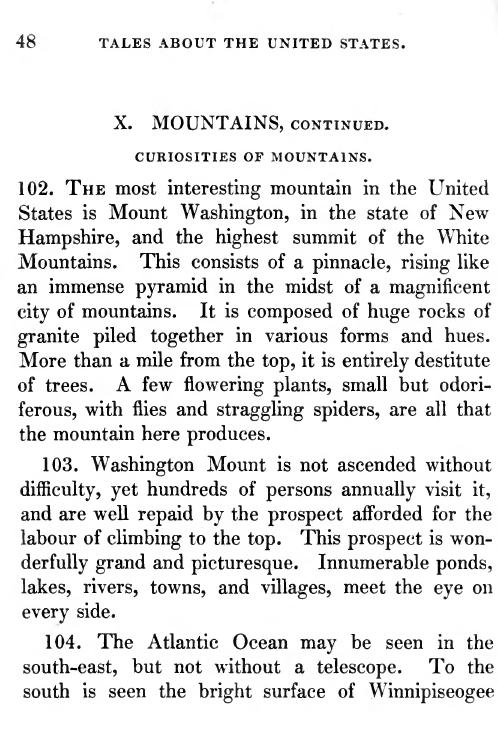 48 TALES ABOUT THE UNITED STATES.
X. MOUNTAINS, CONTINUED.
CURIOSITIES OF MOUNTAINS.
102. THE most interesting mountain in the United
States is Mount Washington, in the state of New
Hampshire, and the highest summit of the White
Mountains. This consists of a pinnacle, rising like
an immense pyramid in the midst of a magnificent
city of mountains. It is composed of huge rocks of
granite piled together in various forms and hues.
More than a mile from the top, it is entirely destitute
of trees. A few flowering plants, small but odori-
ferous, with flies and straggling spiders, are all that
the mountain here produces.
103. Washington Mount is not ascended without
difficulty, yet hundreds of persons annually visit it,
and are well repaid by the prospect afforded for the
labour of climbing to the top. This prospect is won-
derfully grand and picturesque. Innumerable ponds,
lakes, rivers, towns, and villages, meet the eye on
every side.
104. The Atlantic Ocean may be seen in the
south-east, but not without a telescope. To the
south is seen the bright surface of Winnipiseogee